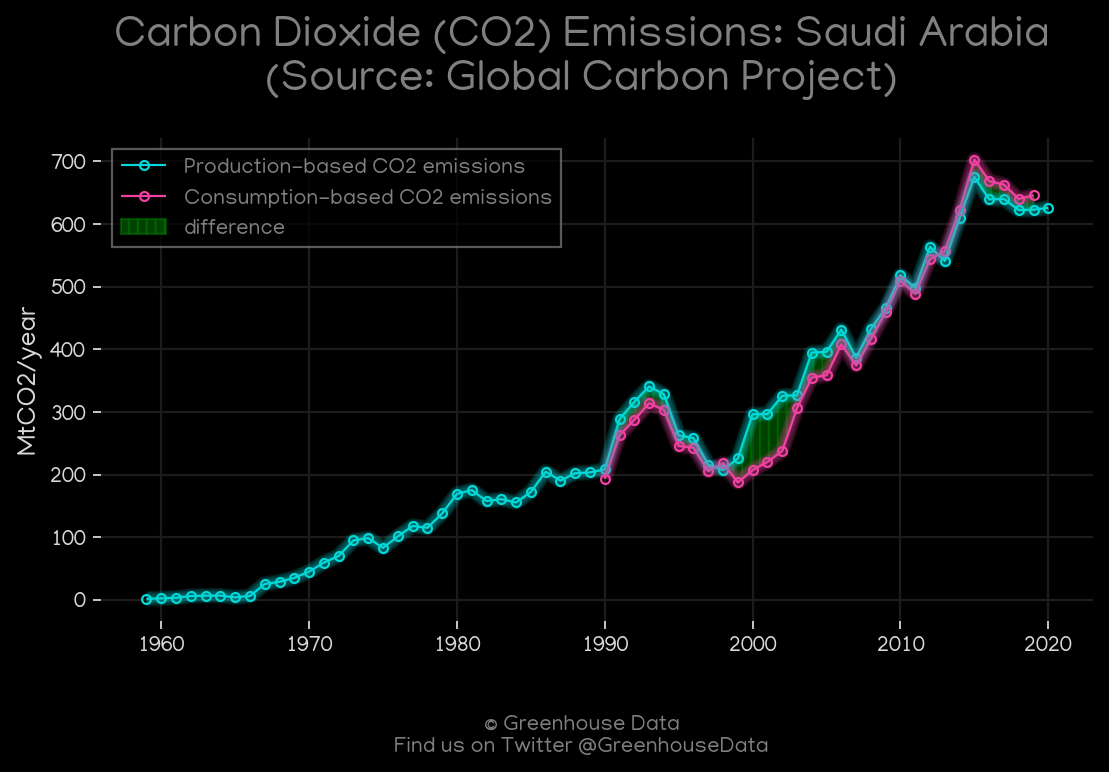 Carbon Dioxide (CO2) Emissions: Saudi Arabia
(Source: Global Carbon Project)
Production-based CO2 emissions
Consumption-based CO2 emissions
difference
MtCO2/year
700
600
500
400
300
200
100
0
1960 1970 1980 1990 2000 2010 2020
© Greenhouse Data
Find us on Twitter @GreenhouseData